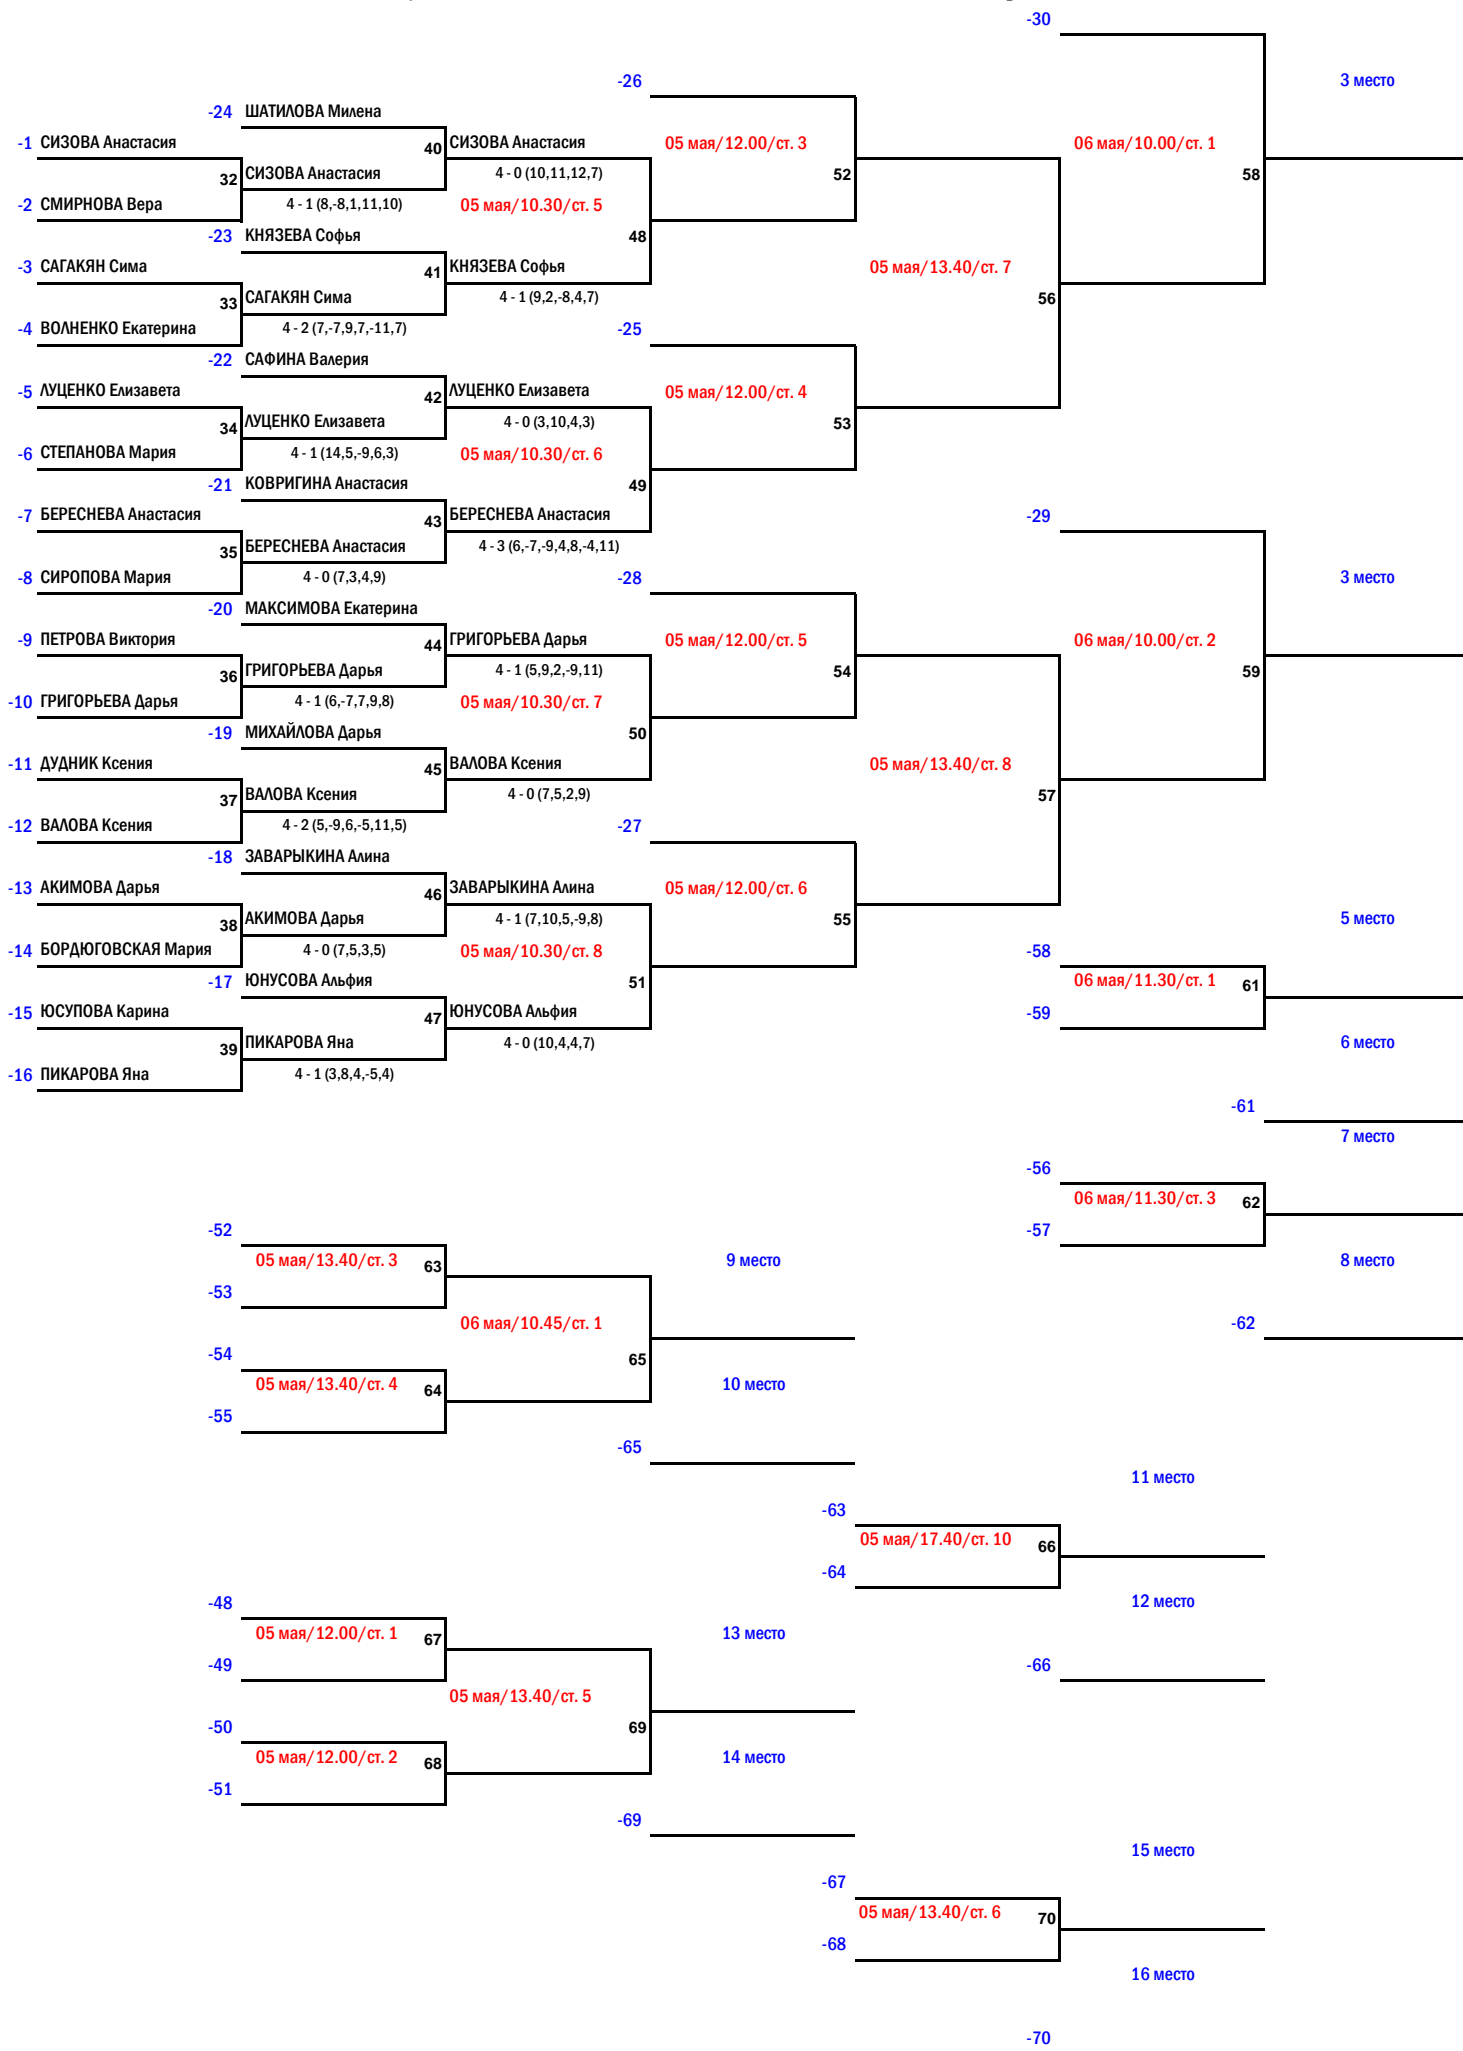 -30
3 место
-26
-24 ШАТИЛОВА Милена
-1 СИЗОВА Анастасия
40 СИЗОВА Анастасия
05 мая/12.00/ст. 3
06 мая/10.00/ст. 1
32 СИЗОВА Анастасия
4 - 0 (10,11,12,7)
52
58
-2 СМИРНОВА Вера
4 - 1 (8,-8,1,11,10)
05 мая/10.30/ст. 5
-23 КНЯЗЕВА Софья
48
-3 САГАКЯН Сима
41 КНЯЗЕВА Софья
05 мая/13.40/ст. 7
33 САГАКЯН Сима
4 - 1 (9,2,-8,4,7)
56
-4 ВОЛНЕНКО Екатерина
4 - 2 (7,-7,9,7,-11,7)
-25
-22 САФИНА Валерия
-5 ЛУЦЕНКО Елизавета
42 ЛУЦЕНКО Елизавета
05 мая/12.00/ст. 4
34 ЛУЦЕНКО Елизавета
4 - 0 (3,10,4,3)
53
-6 СТЕПАНОВА Мария
4 - 1 (14,5,-9,6,3)
05 мая/10.30/ст. 6
-21 КОВРИГИНА Анастасия
49
-7 БЕРЕСНЕВА Анастасия
43 БЕРЕСНЕВА Анастасия
-29
35 БЕРЕСНЕВА Анастасия
4 - 3 (6,-7,-9,4,8,-4,11)
-8 СИРОПОВА Мария
4 - 0 (7,3,4,9)
-28
3 место
-20 МАКСИМОВА Екатерина
-9 ПЕТРОВА Виктория
44 ГРИГОРЬЕВА Дарья
05 мая/12.00/ст. 5
06 мая/10.00/ст. 2
36 ГРИГОРЬЕВА Дарья
4 - 1 (5,9,2,-9,11)
54
59
-10 ГРИГОРЬЕВА Дарья
4 - 1 (6,-7,7,9,8)
05 мая/10.30/ст. 7
-19 МИХАЙЛОВА Дарья
50
-11 ДУДНИК Ксения
45 ВАЛОВА Ксения
05 мая/13.40/ст. 8
37 ВАЛОВА Ксения
4 - 0 (7,5,2,9)
57
-12 ВАЛОВА Ксения
4 - 2 (5,-9,6,-5,11,5)
-27
-18 ЗАВАРЫКИНА Алина
-13 АКИМОВА Дарья
46 ЗАВАРЫКИНА Алина
05 мая/12.00/ст. 6
38 АКИМОВА Дарья
4 - 1 (7,10,5,-9,8)
55
5 место
-14 БОРДЮГОВСКАЯ Мария
4 - 0 (7,5,3,5)
05 мая/10.30/ст. 8
-58
-17 ЮНУСОВА Альфия
51
06 мая/11.30/ст. 1 61
-15 ЮСУПОВА Карина
47 ЮНУСОВА Альфия
-59
39 ПИКАРОВА Яна
4 - 0 (10,4,4,7)
6 место
-16 ПИКАРОВА Яна
4 - 1 (3,8,4,-5,4)
-61
7 место
-56
06 мая/11.30/ст. 3 62
-52
-57
05 мая/13.40/ст. 3 63
9 место
8 место
-53
06 мая/10.45/ст. 1
-62
-54
65
05 мая/13.40/ст. 4 64
10 место
-55
-65
11 место
-63
05 мая/17.40/ст. 10 66
-64
-48
12 место
05 мая/12.00/ст. 1 67
13 место
-49
-66
05 мая/13.40/ст. 5
-50
69
05 мая/12.00/ст. 2 68
14 место
-51
-69
15 место
-67
05 мая/13.40/ст. 6 70
-68
16 место
-70